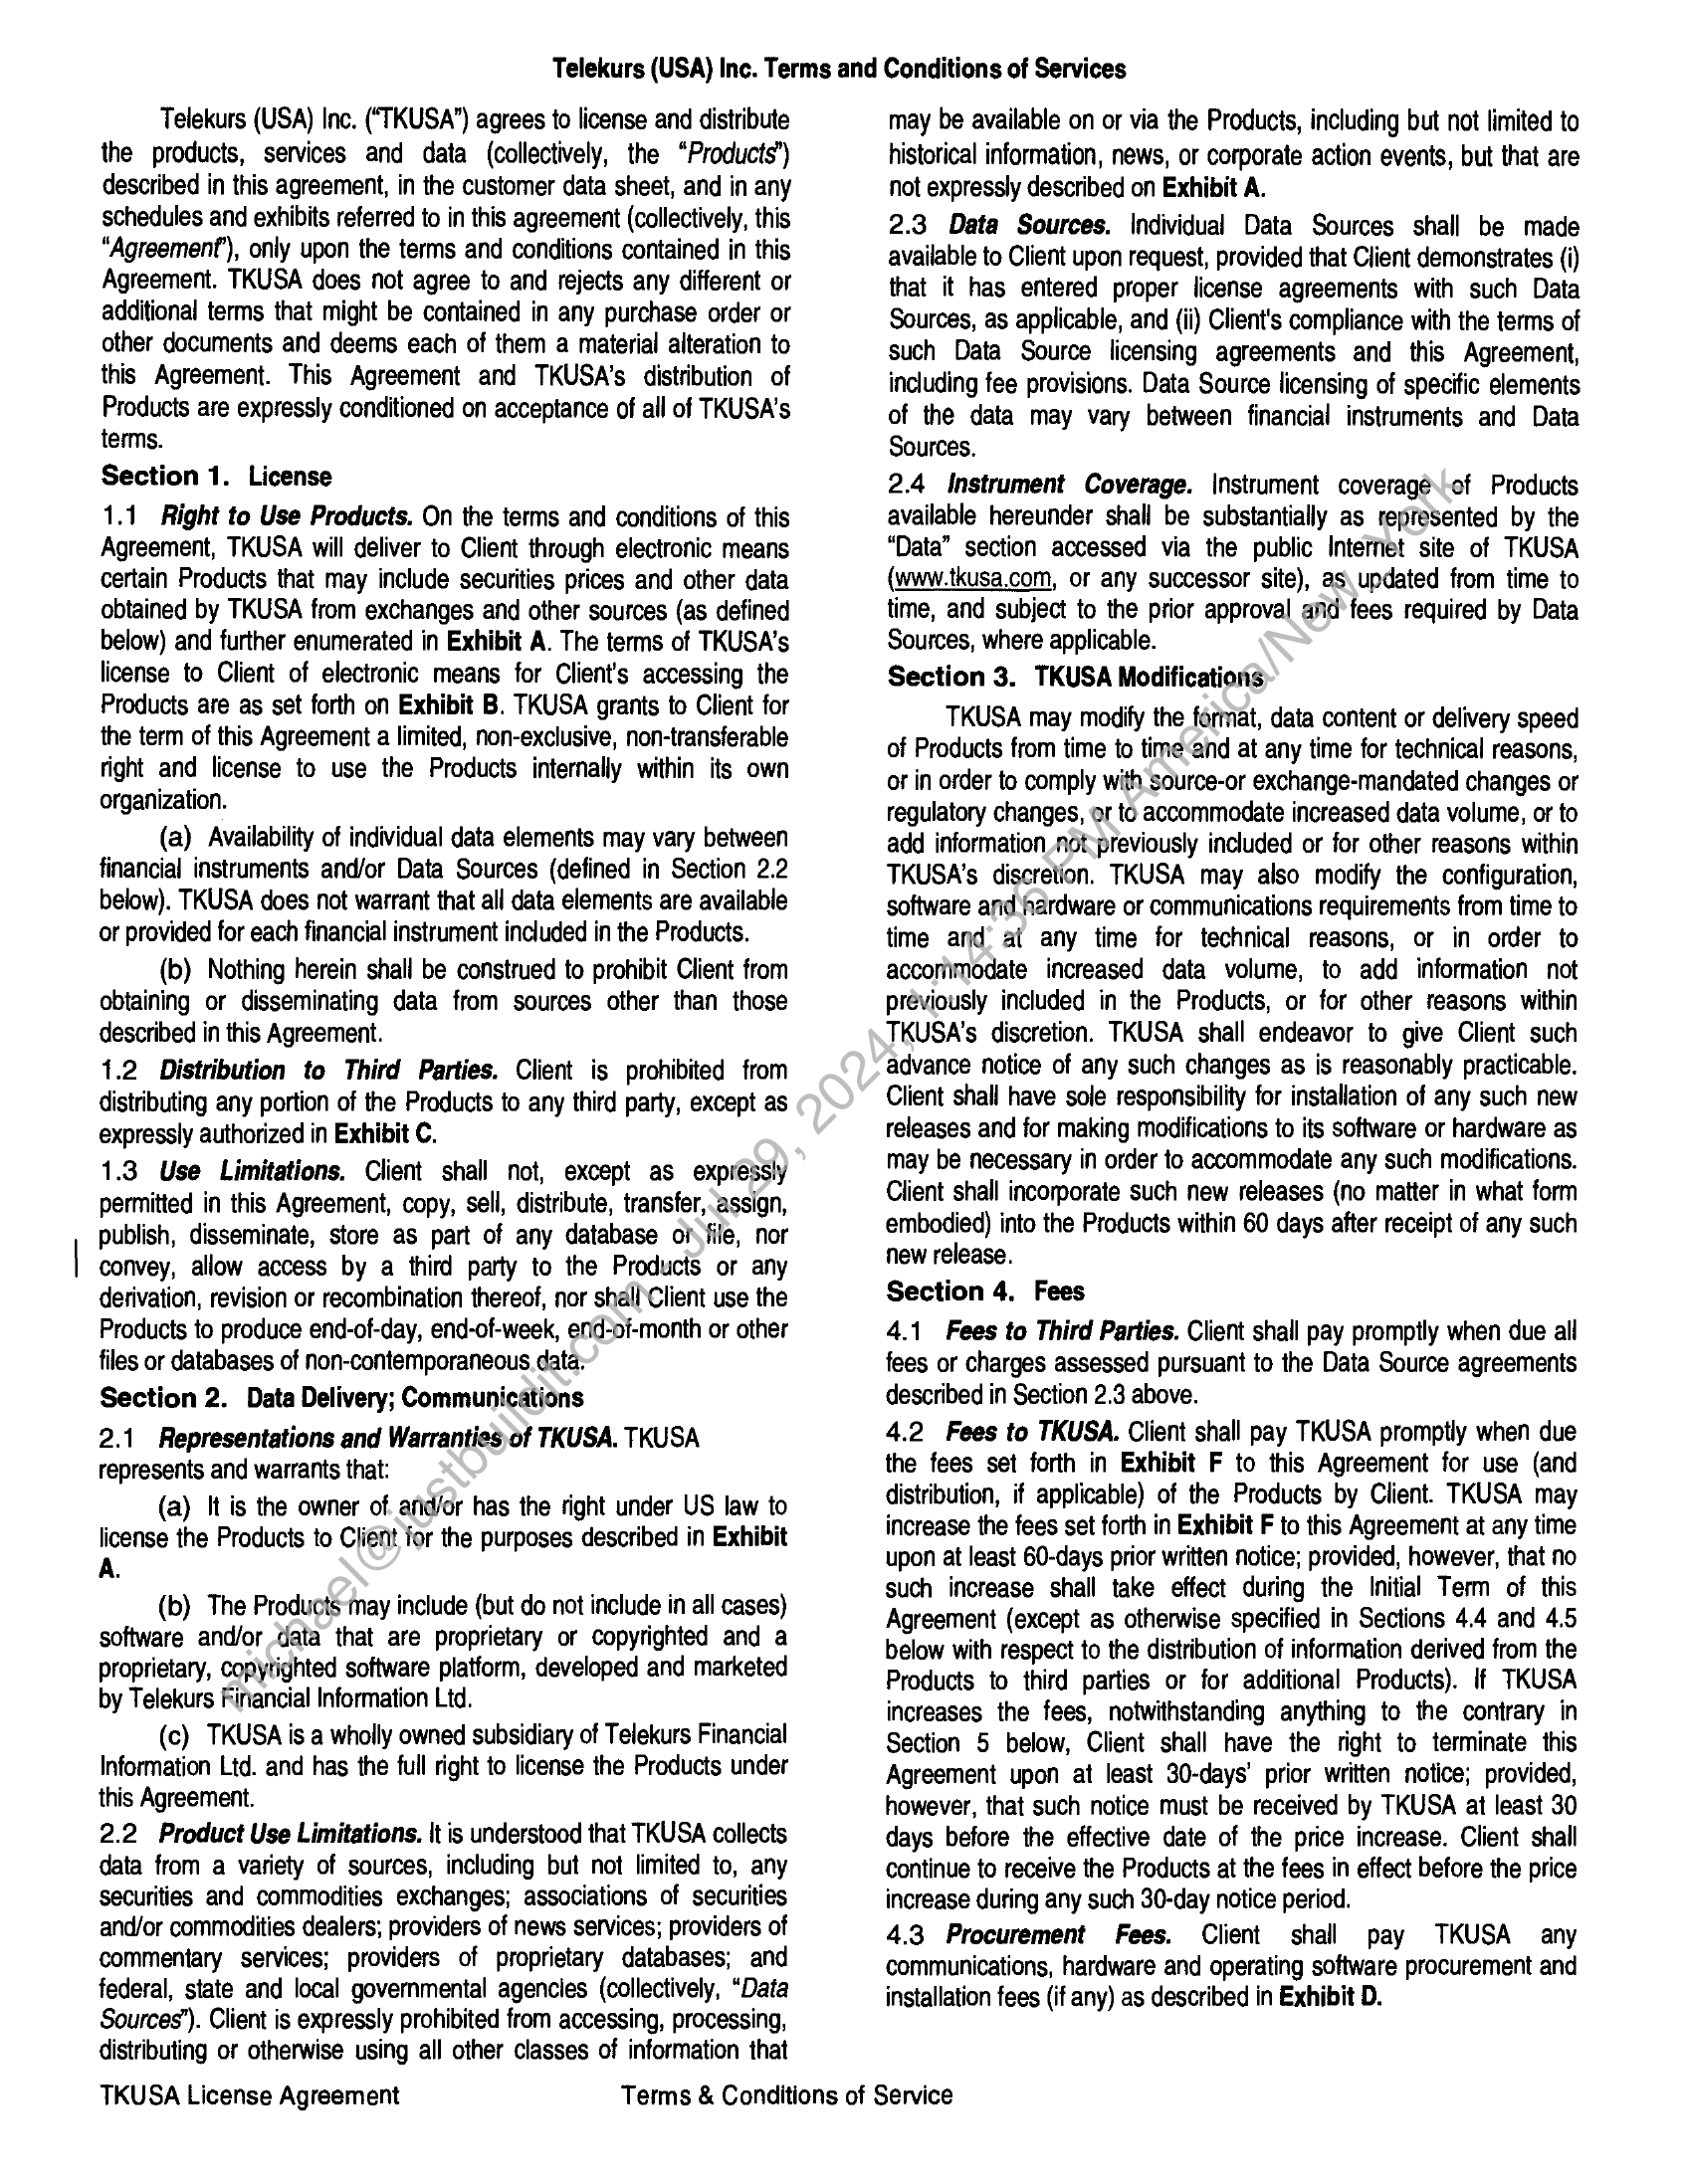 Telekurs (USA) Inc. Terms and Conditions of Services
Telekurs (USA) Inc. (“TKUSA”) agrees to license and distribute
the products, services and data (collectively, the “Products”)
described in this agreement, in the customer data sheet, and in any
schedules and exhibits referred to in this agreement (collectively, this
“Agreement”), only upon the terms and conditions contained in this
Agreement. TKUSA does not agree to and rejects any different or
additional terms that might be contained in any purchase order or
other documents and deems each of them a material alteration to
this Agreement. This Agreement and TKUSA’s distribution of
Products are expressly conditioned on acceptance of all of TKUSA’s
terms.
Section 1. License
1.1 Right to Use Products. On the terms and conditions of this
Agreement, TKUSA will deliver to Client through electronic means
certain Products that may include securities prices and other data
obtained by TKUSA from exchanges and other sources (as defined
below) and further enumerated in Exhibit A. The terms of TKUSA’s
license to Client of electronic means for Client's accessing the
Products are as set forth on Exhibit B. TKUSA grants to Client for
the term of this Agreement a limited, non-exclusive, non-transferable
right and license to use the Products internally within its own
organization.
(a) Availability of individual data elements may vary between
financial instruments and/or Data Sources (defined in Section 2.2
below). TKUSA does not warrant that all data elements are available
or provided for each financial instrument included in the Products.
(b) Nothing herein shall be construed to prohibit Client from
obtaining or disseminating data from sources other than those
described in this Agreement.
1.2 Distribution to Third Parties. Client is prohibited from
distributing any portion of the Products to any third party, except as
expressly authorized in Exhibit C.
1.3 Use Limitations. Client shall not, except as expressly
permitted in this Agreement, copy, sell, distribute, transfer, assign,
publish, disseminate, store as part of any database or file, nor
convey, allow access by a third party to the Products or any
derivation, revision or recombination thereof, nor shall Client use the
Products to produce end-of-day, end-of-week, end-of-month or other
files or databases of non-contemporaneous data.
Section 2. Data Delivery; Communications
2.1 Representations and Warranties of TKUSA. TKUSA
represents and warrants that:
(a) It is the owner of and/or has the right under US law to
license the Products to Client for the purposes described in Exhibit
A.
(b) The Products may include (but do not include in all cases)
software and/or data that are proprietary or copyrighted and a
proprietary, copyrighted software platform, developed and marketed
by Telekurs Financial Information Ltd.
(c) TKUSA is a wholly owned subsidiary of Telekurs Financial
Information Ltd. and has the full right to license the Products under
this Agreement.
2.2 Product Use Limitations. It is understood that TKUSA collects
data from a variety of sources, including but not limited to, any
securities and commodities exchanges; associations of securities
and/or commodities dealers; providers of news services; providers of
commentary services; providers of proprietary databases; and
federal, state and local governmental agencies (collectively, “Data
Sources”). Client is expressly prohibited from accessing, processing,
distributing or otherwise using all other classes of information that
may be available on or via the Products, including but not limited to
historical information, news, or corporate action events, but that are
not expressly described on Exhibit A.
2.3 Data Sources. Individual Data Sources shall be made
available to Client upon request, provided that Client demonstrates (i)
that it has entered proper license agreements with such Data
Sources, as applicable, and (ii) Client's compliance with the terms of
such Data Source licensing agreements and this Agreement,
including fee provisions. Data Source licensing of specific elements
of the data may vary between financial instruments and Data
Sources.
2.4 Instrument Coverage. Instrument coverage of Products
available hereunder shall be substantially as represented by the
“Data” section accessed via the public Internet site of TKUSA
(www.tkusa.com, or any successor site), as updated from time to
time, and subject to the prior approval and fees required by Data
Sources, where applicable.
Section 3. TKUSA Modifications
TKUSA may modify the format, data content or delivery speed
of Products from time to time and at any time for technical reasons,
or in order to comply with source-or exchange-mandated changes or
regulatory changes, or to accommodate increased data volume, or to
add information not previously included or for other reasons within
TKUSA’s discretion. TKUSA may also modify the configuration,
software and hardware or communications requirements from time to
time and at any time for technical reasons, or in order to
accommodate increased data volume, to add information not
previously included in the Products, or for other reasons within
TKUSA’s discretion. TKUSA shall endeavor to give Client such
advance notice of any such changes as is reasonably practicable.
Client shall have sole responsibility for installation of any such new
releases and for making modifications to its software or hardware as
may be necessary in order to accommodate any such modifications.
Client shall incorporate such new releases (no matter in what form
embodied) into the Products within 60 days after receipt of any such
new release.
Section 4. Fees
4.1 Fees to Third Parties. Client shall pay promptly when due all
fees or charges assessed pursuant to the Data Source agreements
described in Section 2.3 above.
4.2 Fees to TKUSA. Client shall pay TKUSA promptly when due
the fees set forth in Exhibit F to this Agreement for use (and
distribution, if applicable) of the Products by Client. TKUSA may
increase the fees set forth in Exhibit F to this Agreement at any time
upon at least 60-days prior written notice; provided, however, that no
such increase shall take effect during the Initial Term of this
Agreement (except as otherwise specified in Sections 4.4 and 4.5
below with respect to the distribution of information derived from the
Products to third parties or for additional Products). If TKUSA
increases the fees, notwithstanding anything to the contrary in
Section 5 below, Client shall have the right to terminate this
Agreement upon at least 30-days’ prior written notice; provided,
however, that such notice must be received by TKUSA at least 30
days before the effective date of the price increase. Client shall
continue to receive the Products at the fees in effect before the price
increase during any such 30-day notice period.
4.3 Procurement Fees. Client shall pay TKUSA any
communications, hardware and operating software procurement and
installation fees (if any) as described in Exhibit D.
TKUSA License Agreement Terms & Conditions of Service
michael@justbuildit.com - Jul 29, 2024, 1:14:36 PM America/New_York